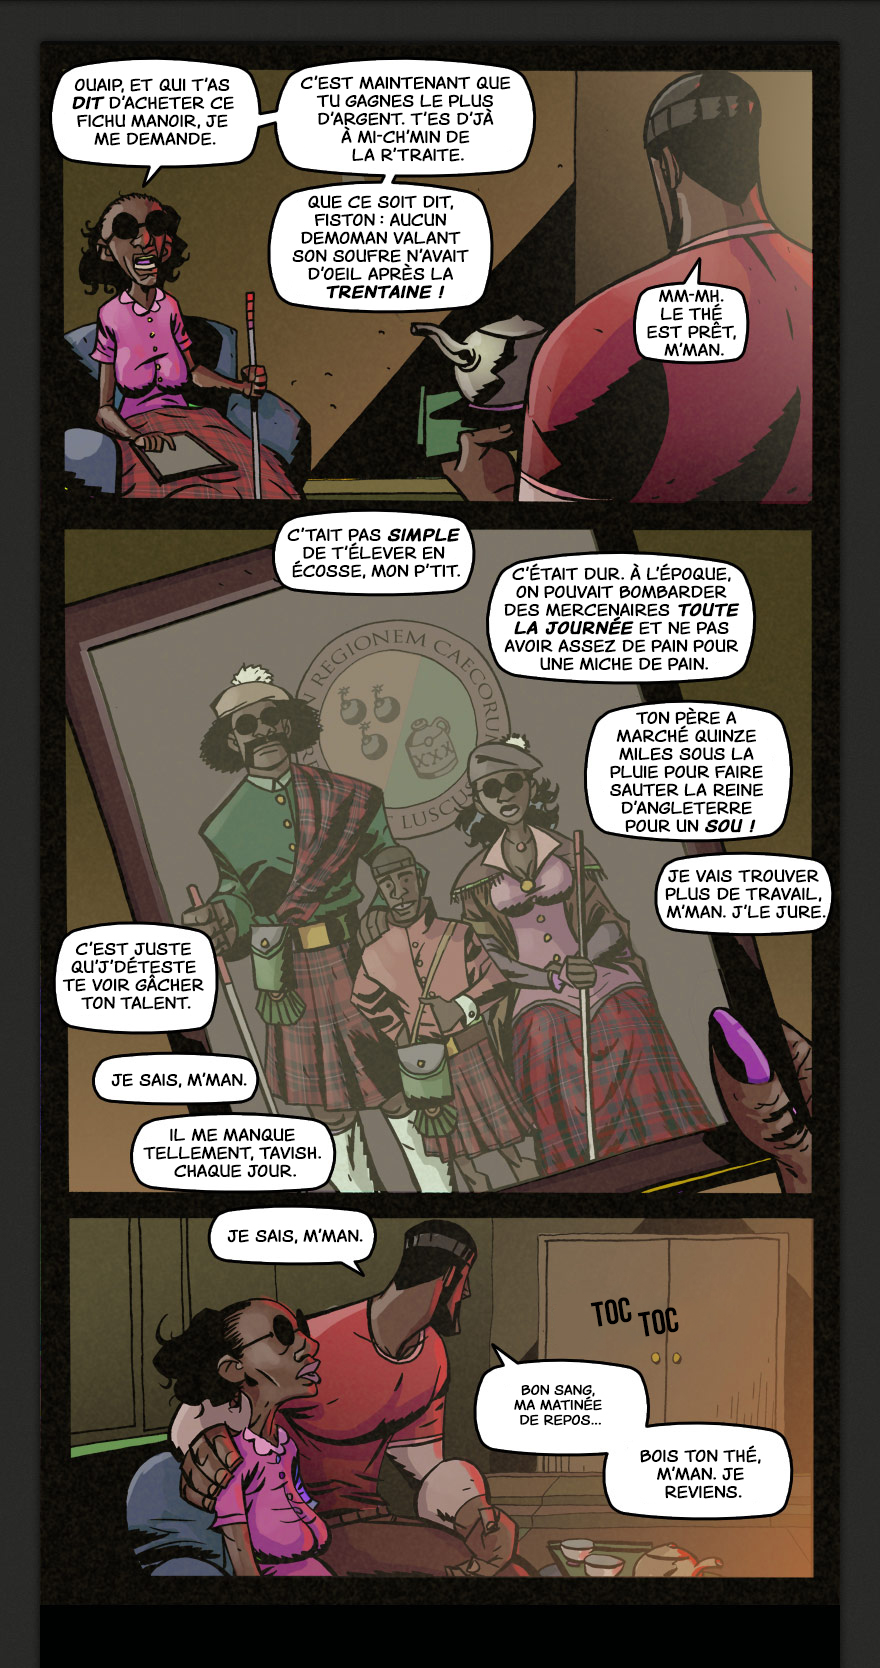 OUAIP, ET QUI T'AS
DIT D'ACHETER CE
FICHU MANOIR, JE
ME DEMANDE.
C'EST MAINTENANT QUE
TU GAGNES LE PLUS
D'ARGENT. T'ES D'JÀ
À MI-CH'MIN DE
LA R'TRAITE.
QUE CE SOIT DIT,
FISTON : AUCUN
DEMOMAN VALANT
SON SOUFRE N'AVAIT
D'OEIL APRÈS LA
TRENTAINE !
MM-MH.
LE THÉ
EST PRÊT,
M'MAN.
C'TAIT PAS SIMPLE
DE T'ÉLEVER EN
ÉCOSSE, MON P'TIT.
C'ÉTAIT DUR. À L'ÉPOQUE,
ON POUVAIT BOMBARDER
DES MERCENAIRES TOUTE
LA JOURNÉE ET NE PAS
AVOIR ASSEZ DE PAIN POUR
UNE MICHE DE PAIN.
REGIONEM CAECORU
LUSCU
XXX
TON PÈRE A
MARCHÉ QUINZE
MILES SOUS LA
PLUIE POUR FAIRE
SAUTER LA REINE
D'ANGLETERRE
POUR UN SOU !
JE VAIS TROUVER
PLUS DE TRAVAIL,
M'MAN. J'LE JURE.
C'EST JUSTE
QU'J'DÉTESTE
TE VOIR GÂCHER
TON TALENT.
JE SAIS, M'MAN.
IL ME MANQUE
TELLEMENT, TAVISH.
CHAQUE JOUR.
JE SAIS, M'MAN.
TOC
TOC
BON SANG,
MA MATINÉE
DE REPOS...
BOIS TON THÉ,
M'MAN. JE
REVIENS.